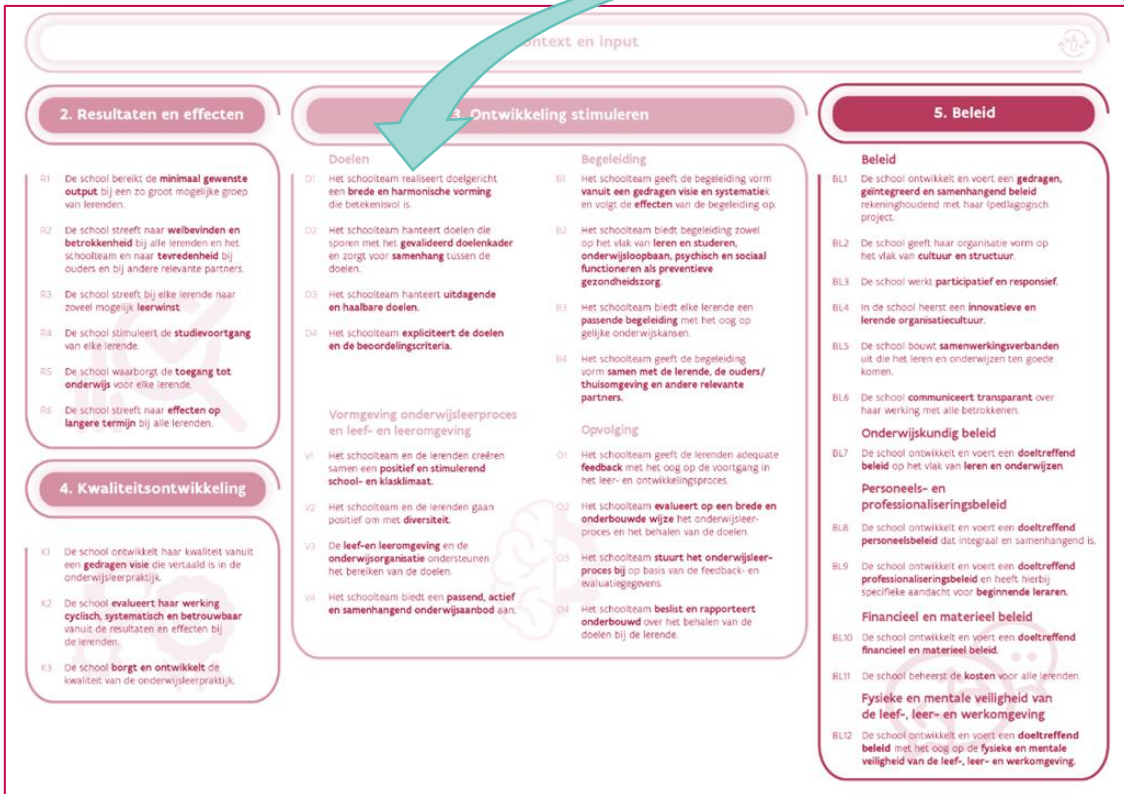 ontext en input
2. Resultaten en effecten
R1 De school bereikt de minimaal gewenste
output bij een zo groot mogelijke groep
van lerenden.
R2 De school streeft naar welbevinden en
betrokkenheid bij alle lerenden en het
schoolteam en naar tevredenheid bij
ouders en bij andere relevante partners.
R3 De school streeft bij elke lerende naar
zoveel mogelijk leerwinst.
R4 De school stimuleert de studievoortgang
van elke lerende.
R5 De school waarborgt de toegang tot
onderwijs voor elke lerende.
R6 De school streeft naar effecten op
langere termijn bij alle lerenden.
4. Kwaliteitsontwikkeling
K1 De school ontwikkelt haar kwaliteit vanuit
een gedragen visie die vertaald is in de
onderwijsleerpraktijk.
K2 De school evalueert haar werking
cyclisch, systematisch en betrouwbaar
vanuit de resultaten en effecten bij
de lerenden.
K3 De school borgt en ontwikkelt de
kwaliteit van de onderwijsleerpraktijk.
3. Ontwikkeling stimuleren
Doelen
D1 Het schoolteam realiseert doelgericht
een brede en harmonische vorming
die betekenisvol is.
D2 Het schoolteam hanteert doelen die
sporen met het gevalideerd doelenkader
en zorgt voor samenhang tussen de
doelen.
D3 Het schoolteam hanteert uitdagende
en haalbare doelen.
D4 Het schoolteam expliciteert de doelen
en de beoordelingscriteria.
Vormgeving onderwijsleerproces
en leef- en leeromgeving
V1 Het schoolteam en de lerenden creëren
samen een positief en stimulerend
school- en klasklimaat.
V2 Het schoolteam en de lerenden gaan
positief om met diversiteit.
V3 De leef-en leeromgeving en de
onderwijsorganisatie ondersteunen
het bereiken van de doelen.
V4 Het schoolteam biedt een passend, actief
en samenhangend onderwijsaanbod aan.
Begeleiding
B1 Het schoolteam geeft de begeleiding vorm
vanuit een gedragen visie en systematiek
en volgt de effecten van de begeleiding op.
B2 Het schoolteam biedt begeleiding zowel
op het vlak van leren en studeren,
onderwijsloopbaan, psychisch en sociaal
functioneren als preventieve
gezondheidszorg.
B3 Het schoolteam biedt elke lerende een
passende begeleiding met het oog op
gelijke onderwijskansen.
B4 Het schoolteam geeft de begeleiding
vorm samen met de lerende, de ouders/
thuisomgeving en andere relevante
partners.
Opvolging
O1 Het schoolteam geeft de lerenden adequate
feedback met het oog op de voortgang in
het leer- en ontwikkelingsproces.
O2 Het schoolteam evalueert op een brede en
onderbouwde wijze het onderwijsleer-
proces en het behalen van de doelen.
O3 Het schoolteam stuurt het onderwijsleer-
proces bij op basis van de feedback- en
evaluatiegegevens.
O4 Het schoolteam beslist en rapporteert
onderbouwd over het behalen van de
doelen bij de lerende.
5. Beleid
Beleid
BL1 De school ontwikkelt en voert een gedragen,
geïntegreerd en samenhangend beleid
rekeninghoudend met haar (pedagogisch
project.
BL2 De school geeft haar organisatie vorm op
het vlak van cultuur en structuur.
BL3 De school werkt participatief en responsief.
BL4 In de school heerst een innovatieve en
lerende organisatiecultuur.
BL5 De school bouwt samenwerkingsverbanden
uit die het leren en onderwijzen ten goede
komen.
BL6 De school communiceert transparant over
haar werking met alle betrokkenen.
Onderwijskundig beleid
BL7 De school ontwikkelt en voert een doeltreffend
beleid op het vlak van leren en onderwijzen.
Personeels- en
professionaliseringsbeleid
BL8 De school ontwikkelt en voert een doeltreffend
personeelsbeleid dat integraal en samenhangend is.
BL9 De school ontwikkelt en voert een doeltreffend
professionaliseringsbeleid en heeft hierbij
specifieke aandacht voor beginnende leraren.
Financieel en materieel beleid
BL10 De school ontwikkelt en voert een doeltreffend
financieel en materieel beleid.
BL11 De school beheerst de kosten voor alle lerenden.
Fysieke en mentale veiligheid van
de leef-, leer- en werkomgeving
BL12 De school ontwikkelt en voert een doeltreffend
beleid met het oog op de fysieke en mentale
veiligheid van de leef-, leer- en werkomgeving.